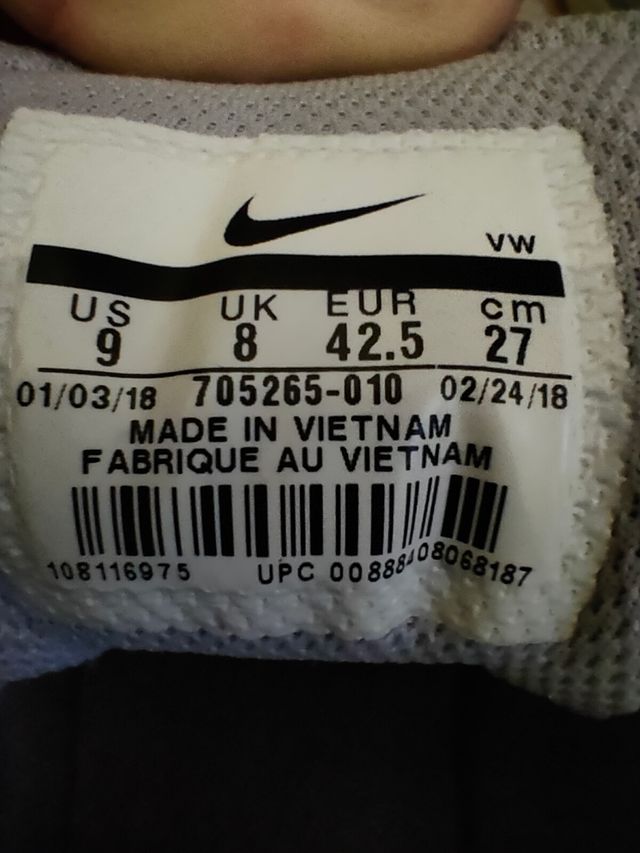 VW
US UK EUR cm
9 8 42.5 27
01/03/18 705265-010 02/24/18
MADE IN VIETNAM
FABRIQUE AU VIETNAM
108116975 UPC 00888408068187